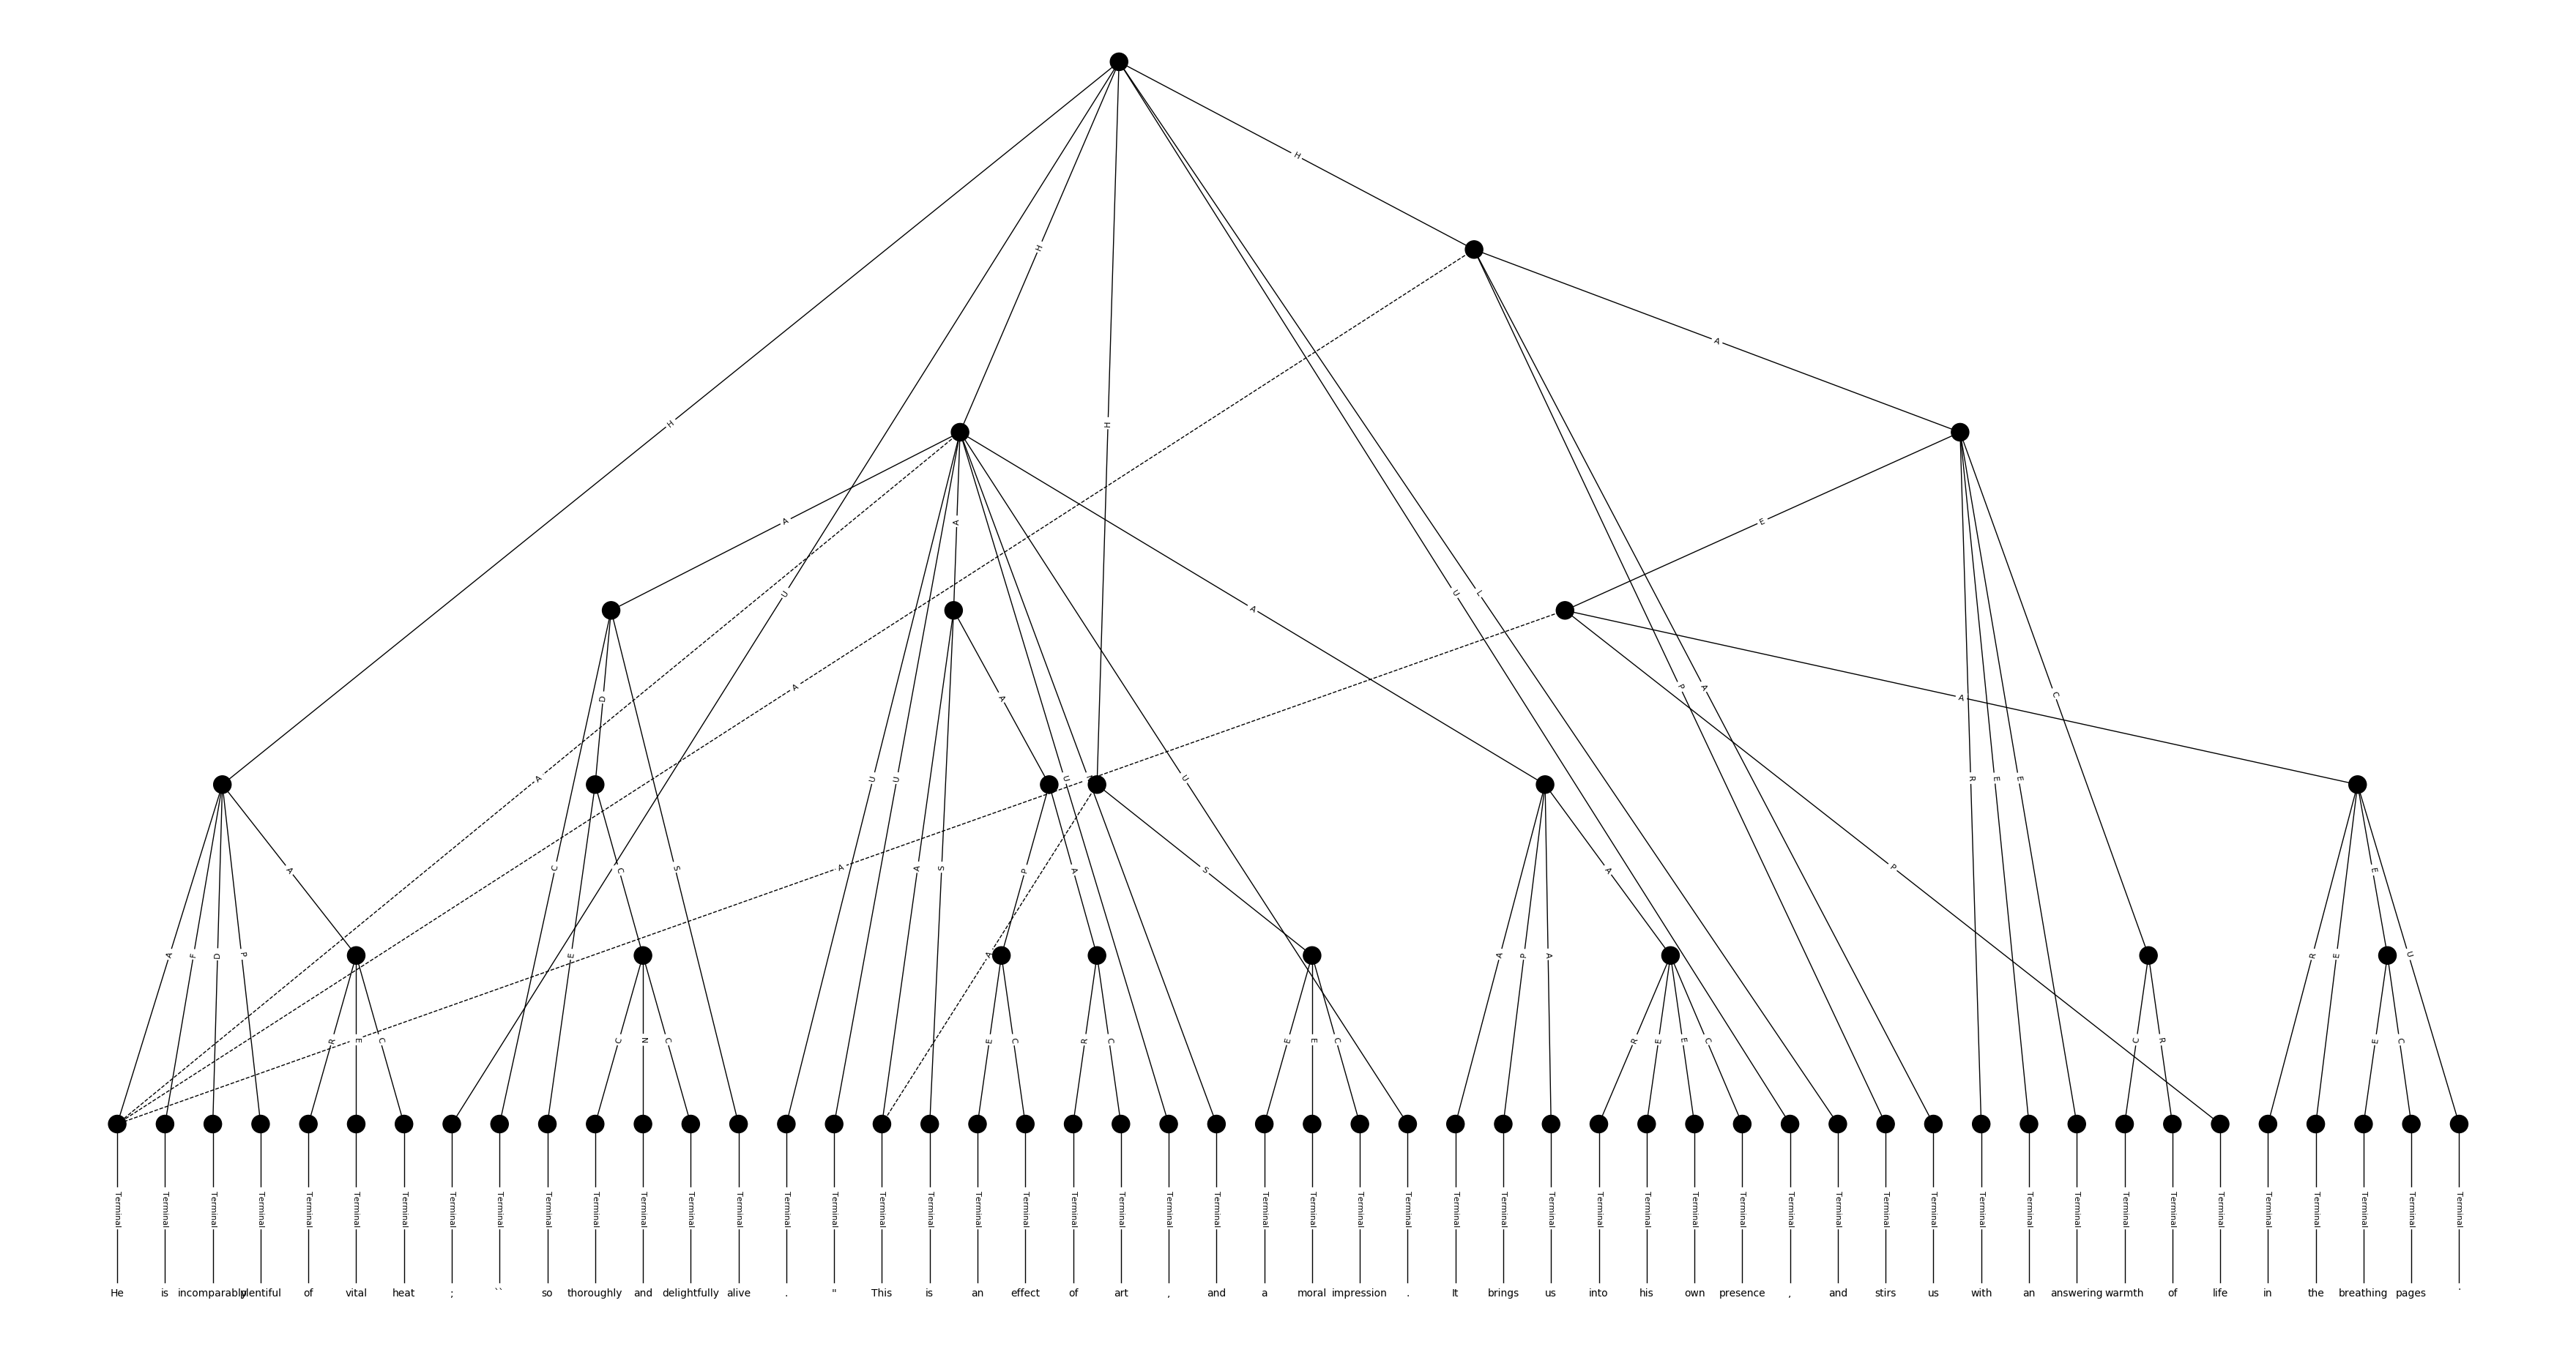 H
H
A
H H
A A E
U U L
A
D A A P A A C
A U U U U R E E
A C C S A A S P A S A P E
A F D P E A A P A R E U
R E C C N C E C R C E E C R E E C C R E C
Terminal Terminal Terminal Terminal Terminal Terminal Terminal Terminal Terminal Terminal Terminal Terminal Terminal Terminal Terminal Terminal Terminal Terminal Terminal Terminal Terminal Terminal Terminal Terminal Terminal Terminal Terminal Terminal Terminal Terminal Terminal Terminal Terminal Terminal Terminal Terminal Terminal Terminal Terminal Terminal Terminal Terminal Terminal Terminal Terminal Terminal Terminal Terminal Terminal Terminal
He is incomparably plentiful of vital heat ; `` so thoroughly and delightfully alive . " This is an effect of art , and a moral impression . It brings us into his own presence , and stirs us with an answering warmth of life in the breathing pages .